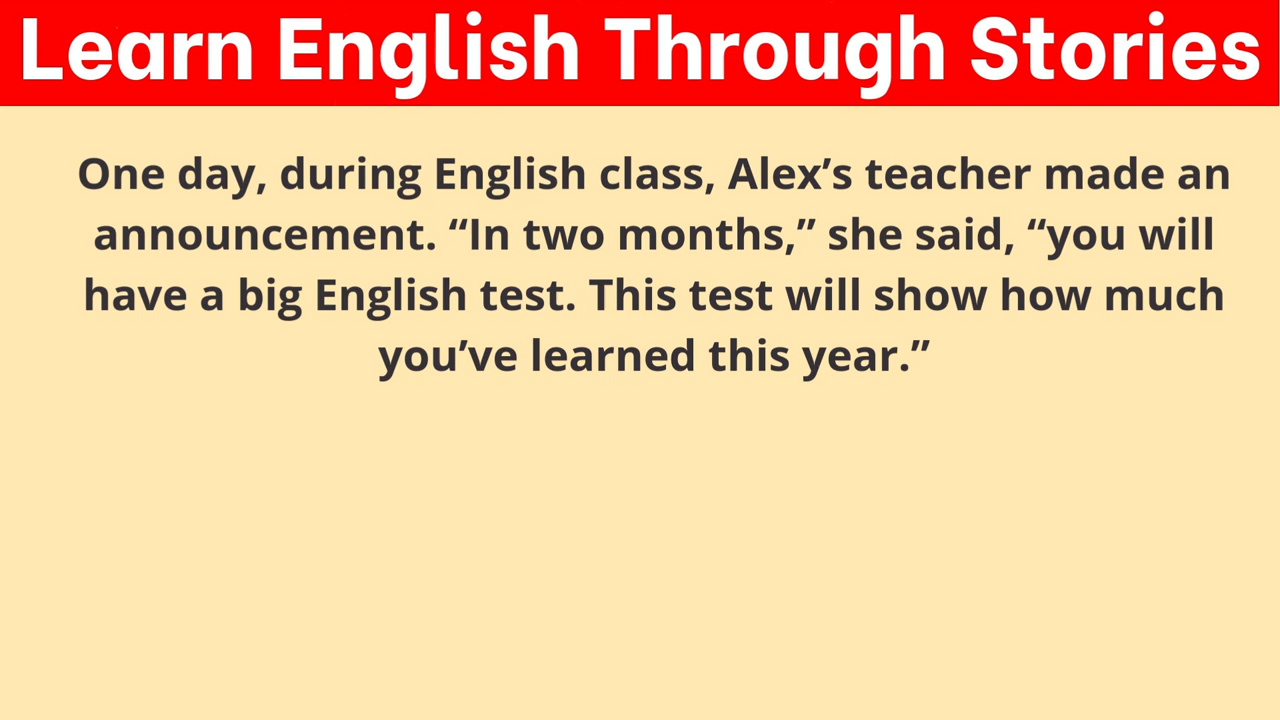 Learn English Through Stories
One day, during English class, Alex’s teacher made an
announcement. “In two months,” she said, “you will
have a big English test. This test will show how much
you’ve learned this year.”